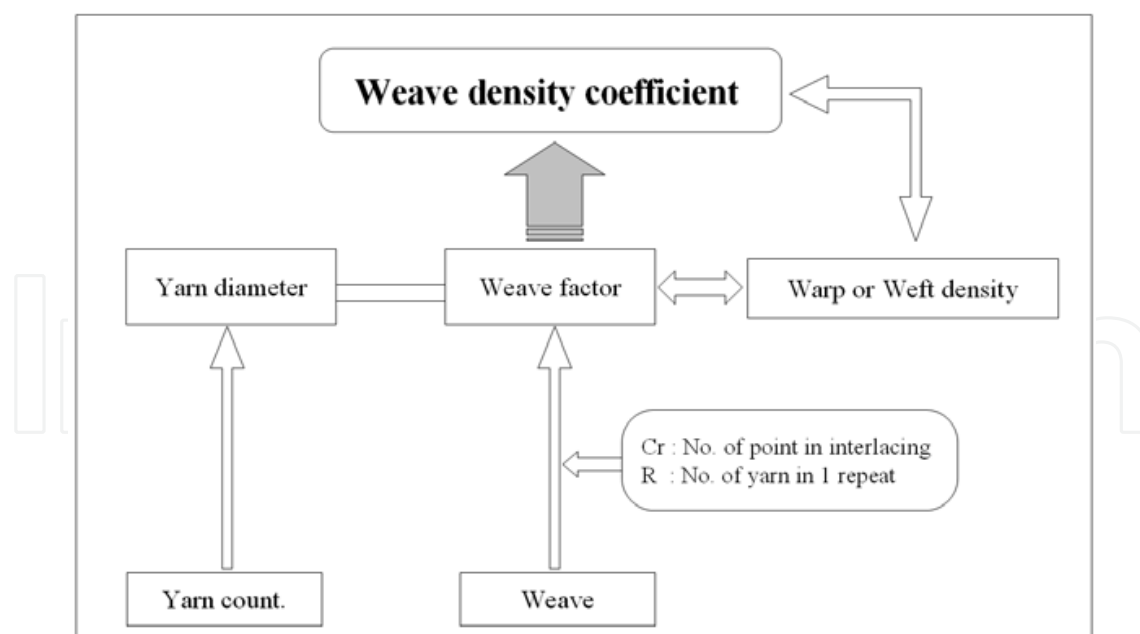 Weave density coefficient
Yarn diameter
Weave factor
Warp or Weft density
Cr : No. of point in interlacing
R : No. of yarn in 1 repeat
Yarn count.
Weave